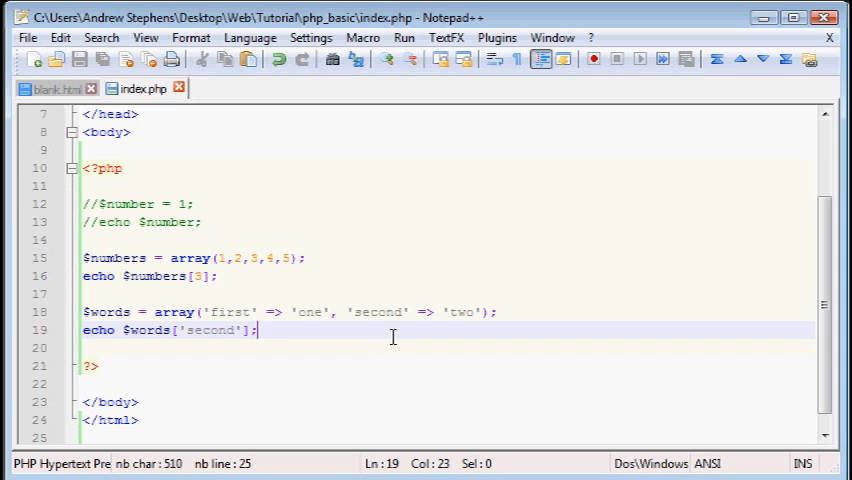 C:\Users\Andrew Stephens\Desktop\Web\Tutorial\php_basic\index.php - Notepad++
File Edit Search View Format Language Settings Macro Run TextFX Plugins Window ? X
blank.html index.php
7 </head>
8 <body>
9
10 <?php
11
12 //$number = 1;
13 //echo $number;
14
15 $numbers = array(1,2,3,4,5);
16 echo $numbers[3];
17
18 $words = array('first' => 'one', 'second' => 'two');
19 echo $words['second'];
20
21 ?>
22
23 </body>
24 </html>
25
PHP Hypertext Pre nb char : 510 nb line : 25 Ln : 19 Col : 23 Sel : 0 Dos\Windows ANSI INS